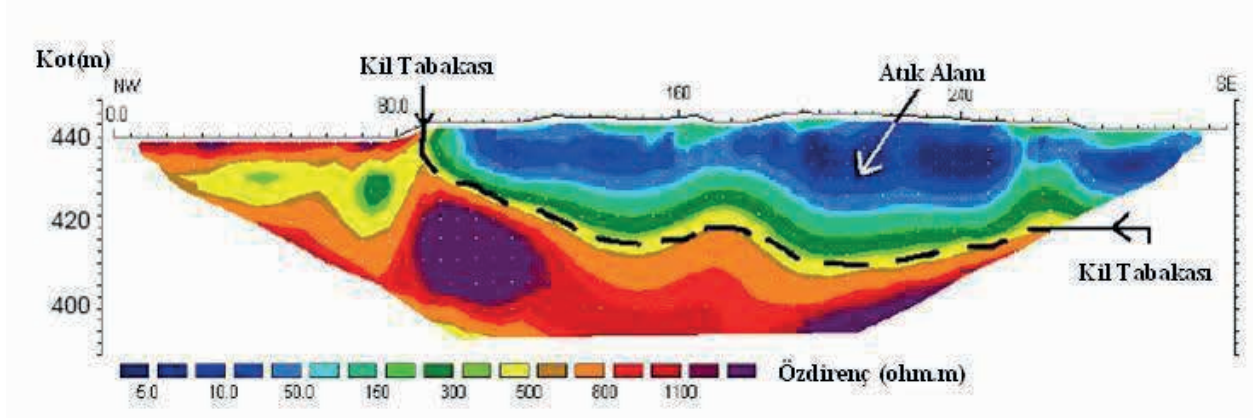 Kot(m)
Kil Tabakası
Atık Alanı
NW
SE
0.0 80.0 160 240
440
420
400
Kil Tabakası
5.0 10.0 50.0 150 300 500 800 1100 Özdirenç (ohm.m)